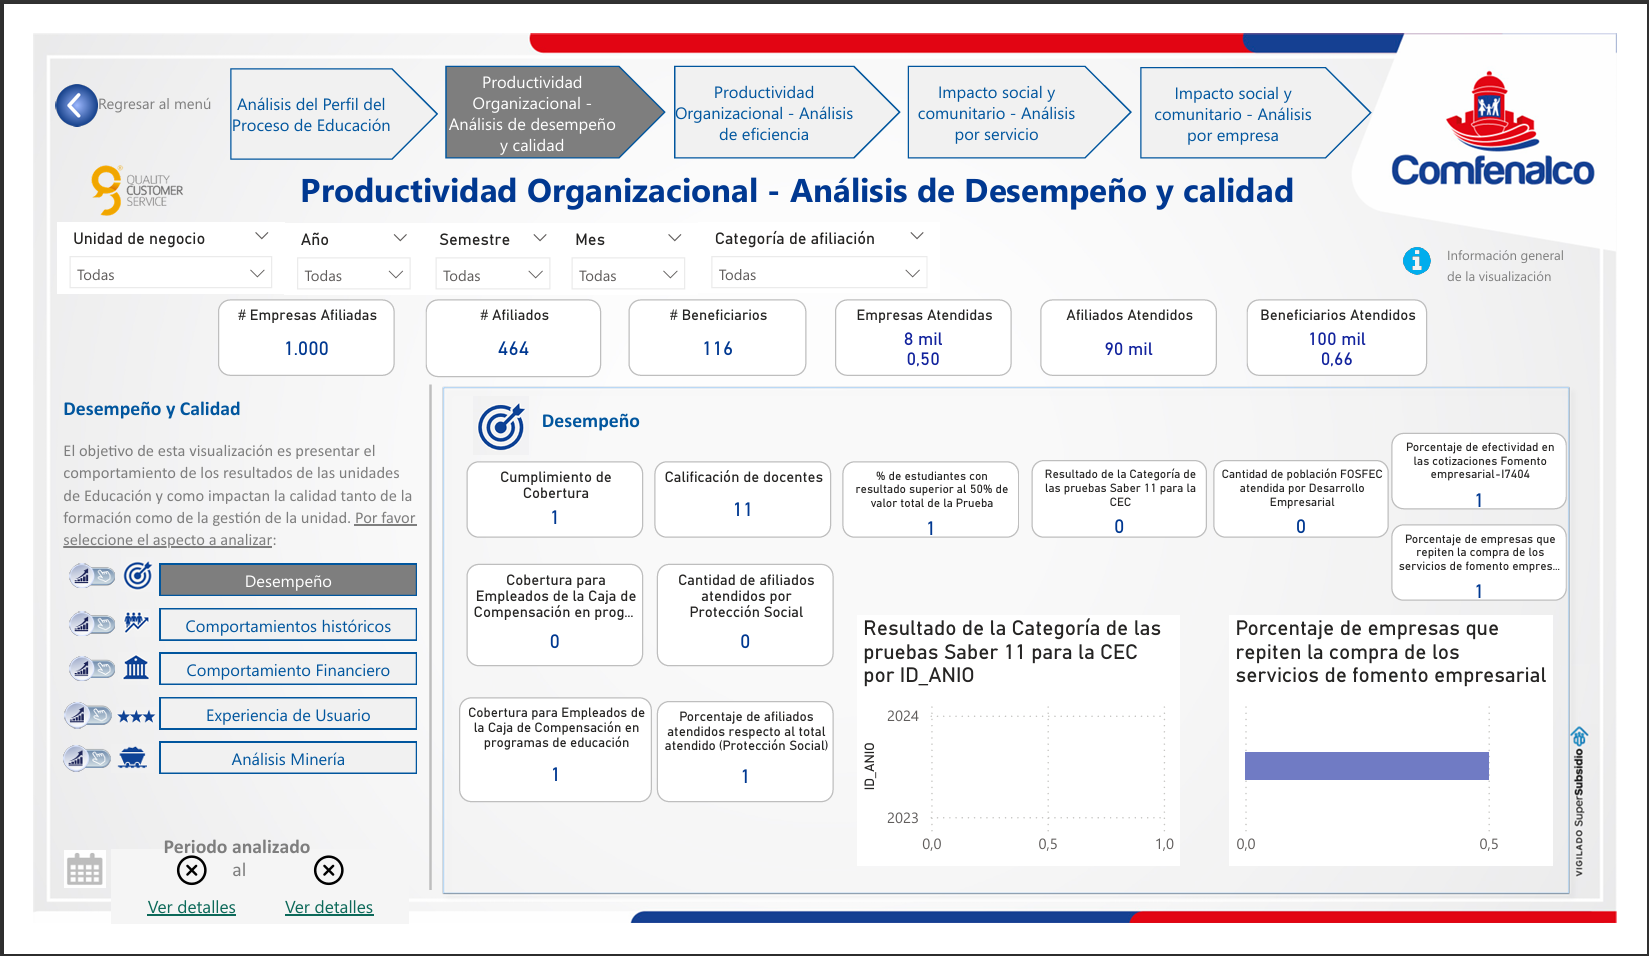 Regresar al menú
Análisis del Perfil del
Proceso de Educación
Productividad
Organizacional -
Análisis de desempeño
y calidad
Productividad
Organizacional - Análisis
de eficiencia
Impacto social y
comunitario - Análisis
por servicio
Impacto social y
comunitario - Análisis
por empresa
Comfenalco
QUALITY
CUSTOMER
SERVICE
Productividad Organizacional - Análisis de Desempeño y calidad
Unidad de negocio
Todas
Año
Todas
Semestre
Todas
Mes
Todas
Categoría de afiliación
Todas
Información general
de la visualización
# Empresas Afiliadas
1.000
# Afiliados
464
# Beneficiarios
116
Empresas Atendidas
8 mil
0,50
Afiliados Atendidos
90 mil
Beneficiarios Atendidos
100 mil
0,66
Desempeño y Calidad
El objetivo de esta visualización es presentar el
comportamiento de los resultados de las unidades
de Educación y como impactan la calidad tanto de la
formación como de la gestión de la unidad. Por favor
seleccione el aspecto a analizar:
Desempeño
Comportamientos históricos
Comportamiento Financiero
Experiencia de Usuario
Análisis Minería
Periodo analizado
al
Ver detalles
Ver detalles
Desempeño
Cumplimiento de
Cobertura
1
Calificación de docentes
11
% de estudiantes con
resultado superior al 50% de
valor total de la Prueba
1
Resultado de la Categoría de
las pruebas Saber 11 para la
CEC
0
Cantidad de población FOSFEC
atendida por Desarrollo
Empresarial
0
Porcentaje de efectividad en
las cotizaciones Fomento
empresarial-I7404
1
Porcentaje de empresas que
repiten la compra de los
servicios de fomento empres...
1
Cobertura para
Empleados de la Caja de
Compensación en prog...
0
Cantidad de afiliados
atendidos por
Protección Social
0
Cobertura para Empleados de
la Caja de Compensación en
programas de educación
1
Porcentaje de afiliados
atendidos respecto al total
atendido (Protección Social)
1
Resultado de la Categoría de las
pruebas Saber 11 para la CEC
por ID_ANIO
ID_ANIO
2024
2023
0,0
0,5
1,0
Porcentaje de empresas que
repiten la compra de los
servicios de fomento empresarial
0,0
0,5
VIGILADO SuperSubsidio